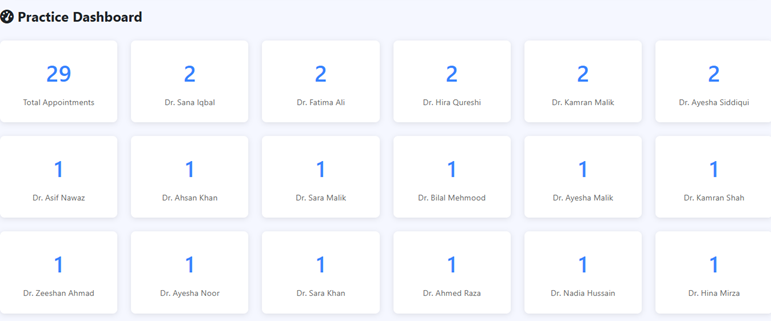 Practice Dashboard
29 2 2 2 2 2
Total Appointments Dr. Sana Iqbal Dr. Fatima Ali Dr. Hira Qureshi Dr. Kamran Malik Dr. Ayesha Siddiqui
1 1 1 1 1 1
Dr. Asif Nawaz Dr. Ahsan Khan Dr. Sara Malik Dr. Bilal Mehmood Dr. Ayesha Malik Dr. Kamran Shah
1 1 1 1 1 1
Dr. Zeeshan Ahmad Dr. Ayesha Noor Dr. Sara Khan Dr. Ahmed Raza Dr. Nadia Hussain Dr. Hina Mirza